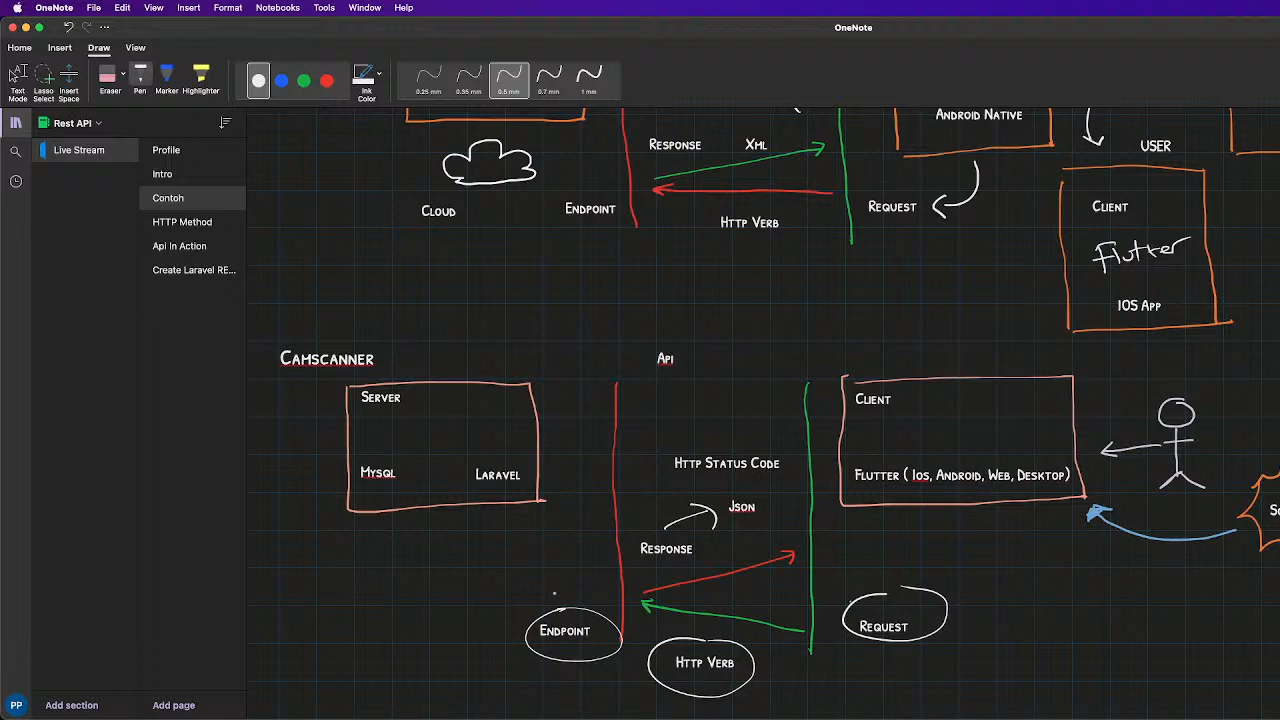 OneNote File Edit View Insert Format Notebooks Tools Window Help
OneNote
Home Insert Draw View
Text Mode
Lasso Select
Insert Space
Eraser
Pen
Marker
Highlighter
Ink Color
0.25 mm
0.35 mm
0.5 mm
0.7 mm
1 mm
Rest API
Live Stream
Profile
Intro
Contoh
HTTP Method
Api In Action
Create Laravel RE...
Android Native
Response Xml
User
Cloud
Endpoint
Http Verb
Request
Client
Flutter
IOS App
Camscanner
Api
Server
Mysql Laravel
Http Status Code
Json
Response
Client
Flutter ( Ios, Android, Web, Desktop)
Endpoint
Http Verb
Request
PP
Add section
Add page